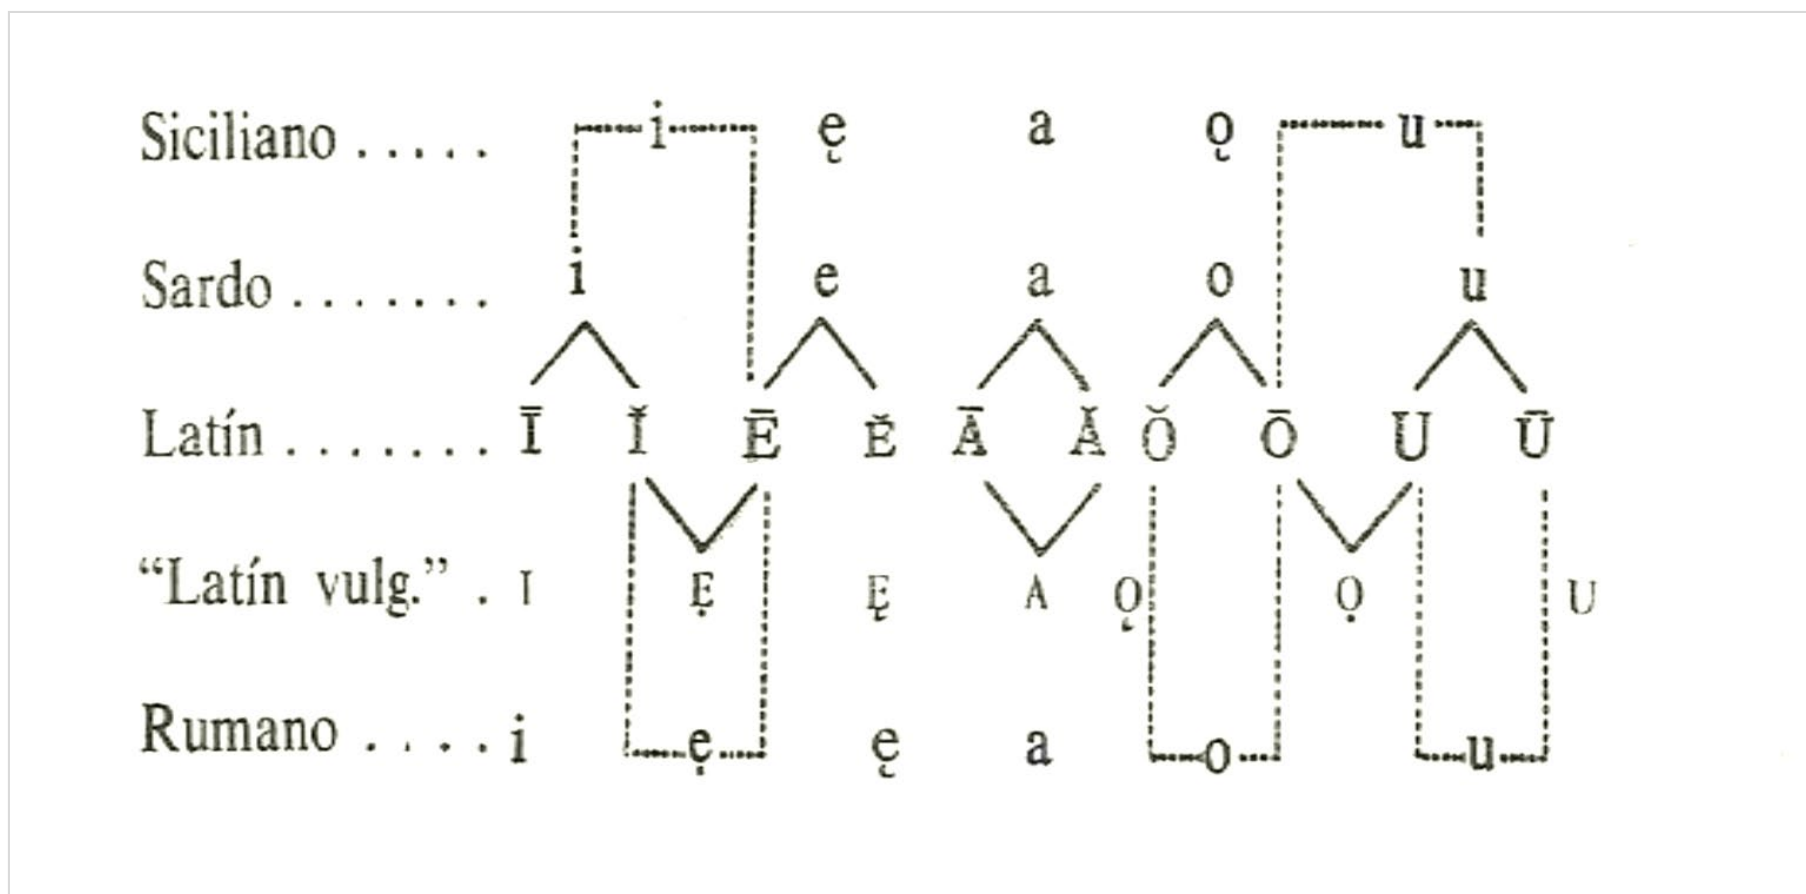 Siciliano ..... i ę a ǫ u
Sardo ....... i e a o u
Latín ....... Ī Ĭ Ē Ĕ Ā Ă Ŏ Ō U Ū
“Latín vulg.” . I Ẹ Ę A Ǫ Ọ U
Rumano .... i ẹ ę a o u